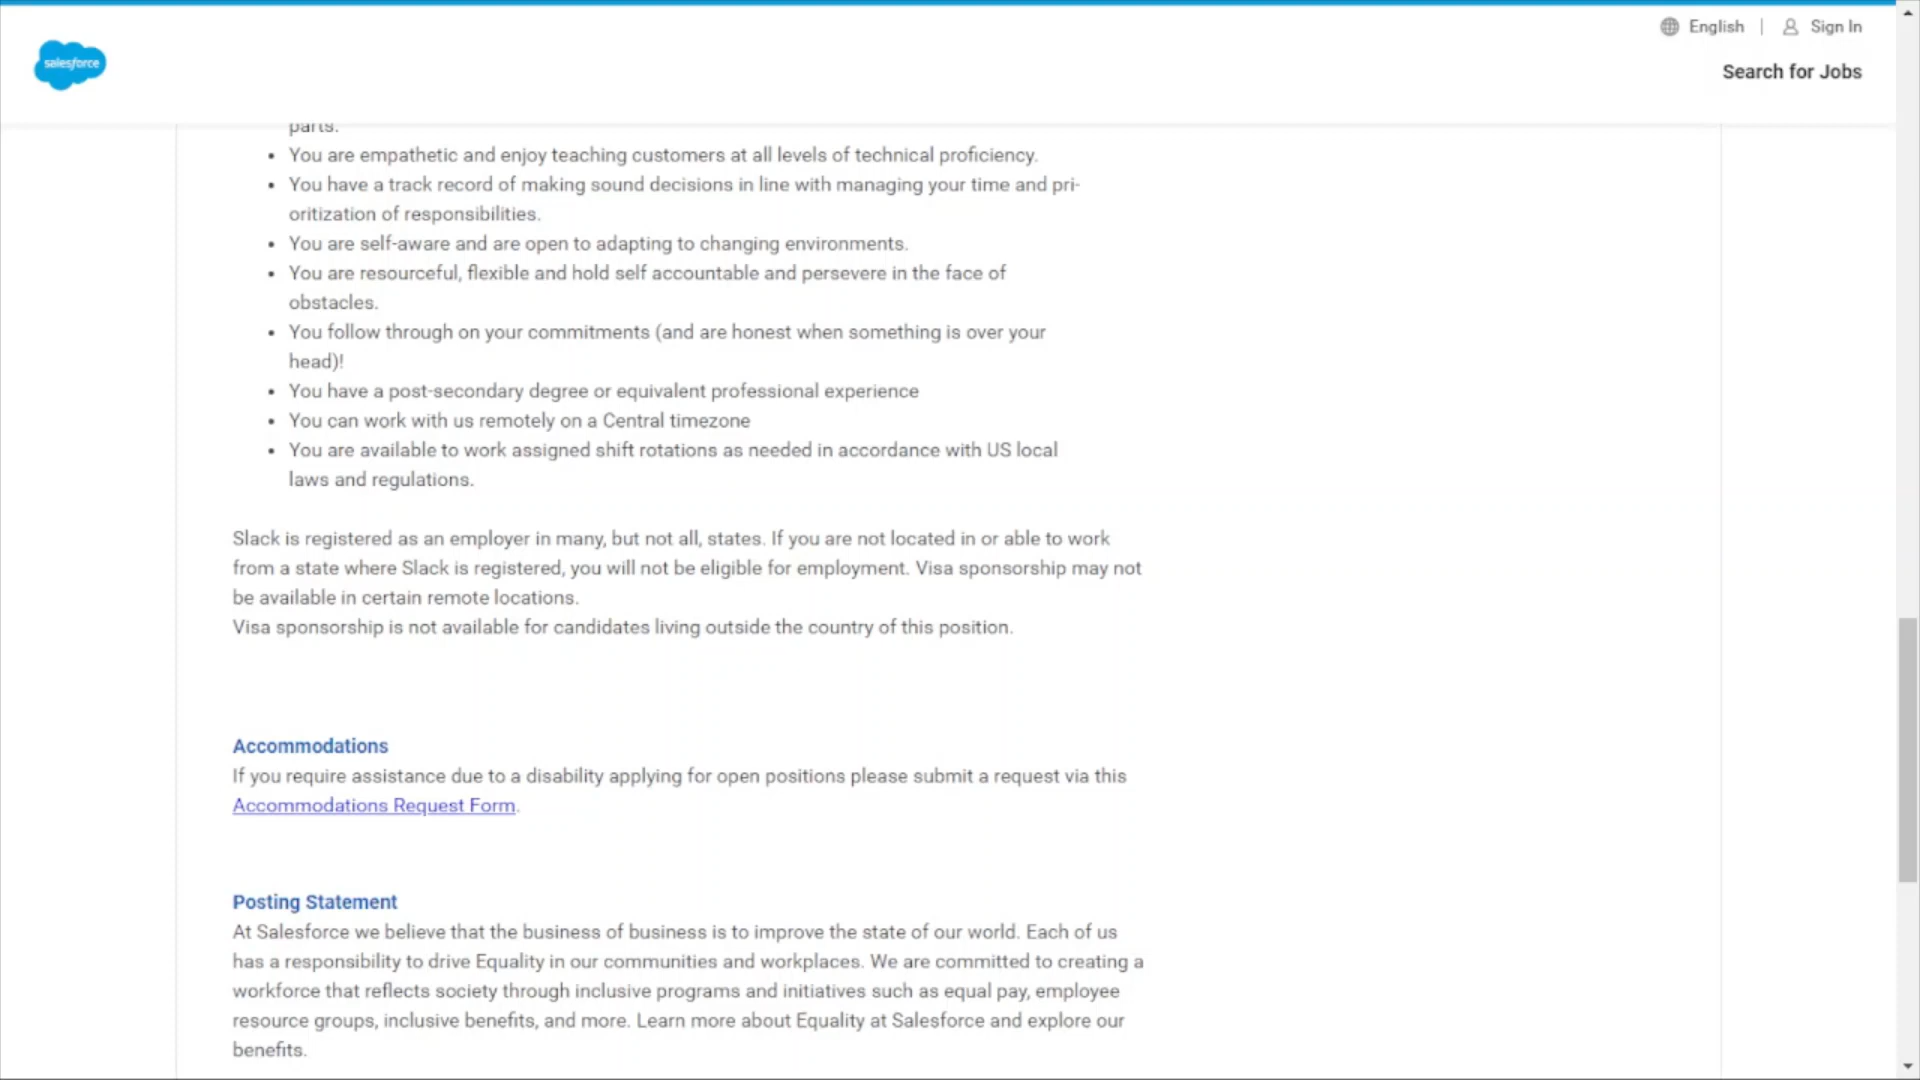 English | Sign In
salesforce
Search for Jobs
parts.
• You are empathetic and enjoy teaching customers at all levels of technical proficiency.
• You have a track record of making sound decisions in line with managing your time and pri-
oritization of responsibilities.
• You are self-aware and are open to adapting to changing environments.
• You are resourceful, flexible and hold self accountable and persevere in the face of
obstacles.
• You follow through on your commitments (and are honest when something is over your
head)!
• You have a post-secondary degree or equivalent professional experience
• You can work with us remotely on a Central timezone
• You are available to work assigned shift rotations as needed in accordance with US local
laws and regulations.
Slack is registered as an employer in many, but not all, states. If you are not located in or able to work
from a state where Slack is registered, you will not be eligible for employment. Visa sponsorship may not
be available in certain remote locations.
Visa sponsorship is not available for candidates living outside the country of this position.
Accommodations
If you require assistance due to a disability applying for open positions please submit a request via this
Accommodations Request Form.
Posting Statement
At Salesforce we believe that the business of business is to improve the state of our world. Each of us
has a responsibility to drive Equality in our communities and workplaces. We are committed to creating a
workforce that reflects society through inclusive programs and initiatives such as equal pay, employee
resource groups, inclusive benefits, and more. Learn more about Equality at Salesforce and explore our
benefits.